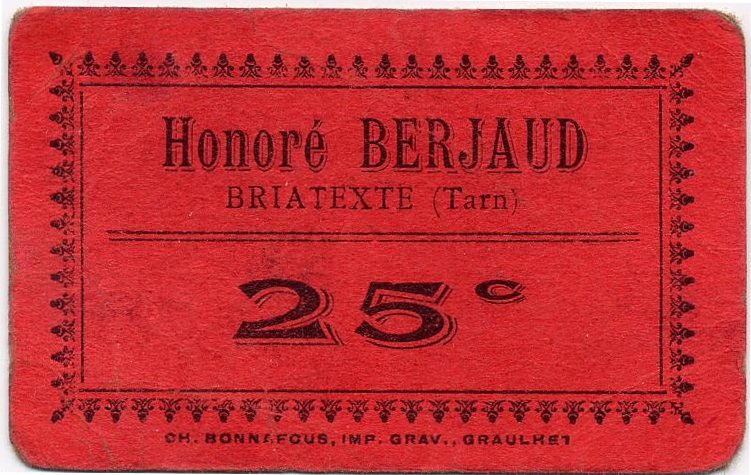 Honoré BERJAUD
BRIATEXTE (Tarn)
25c
CH. BONNAFOUS, IMP. GRAV., GRAULHET